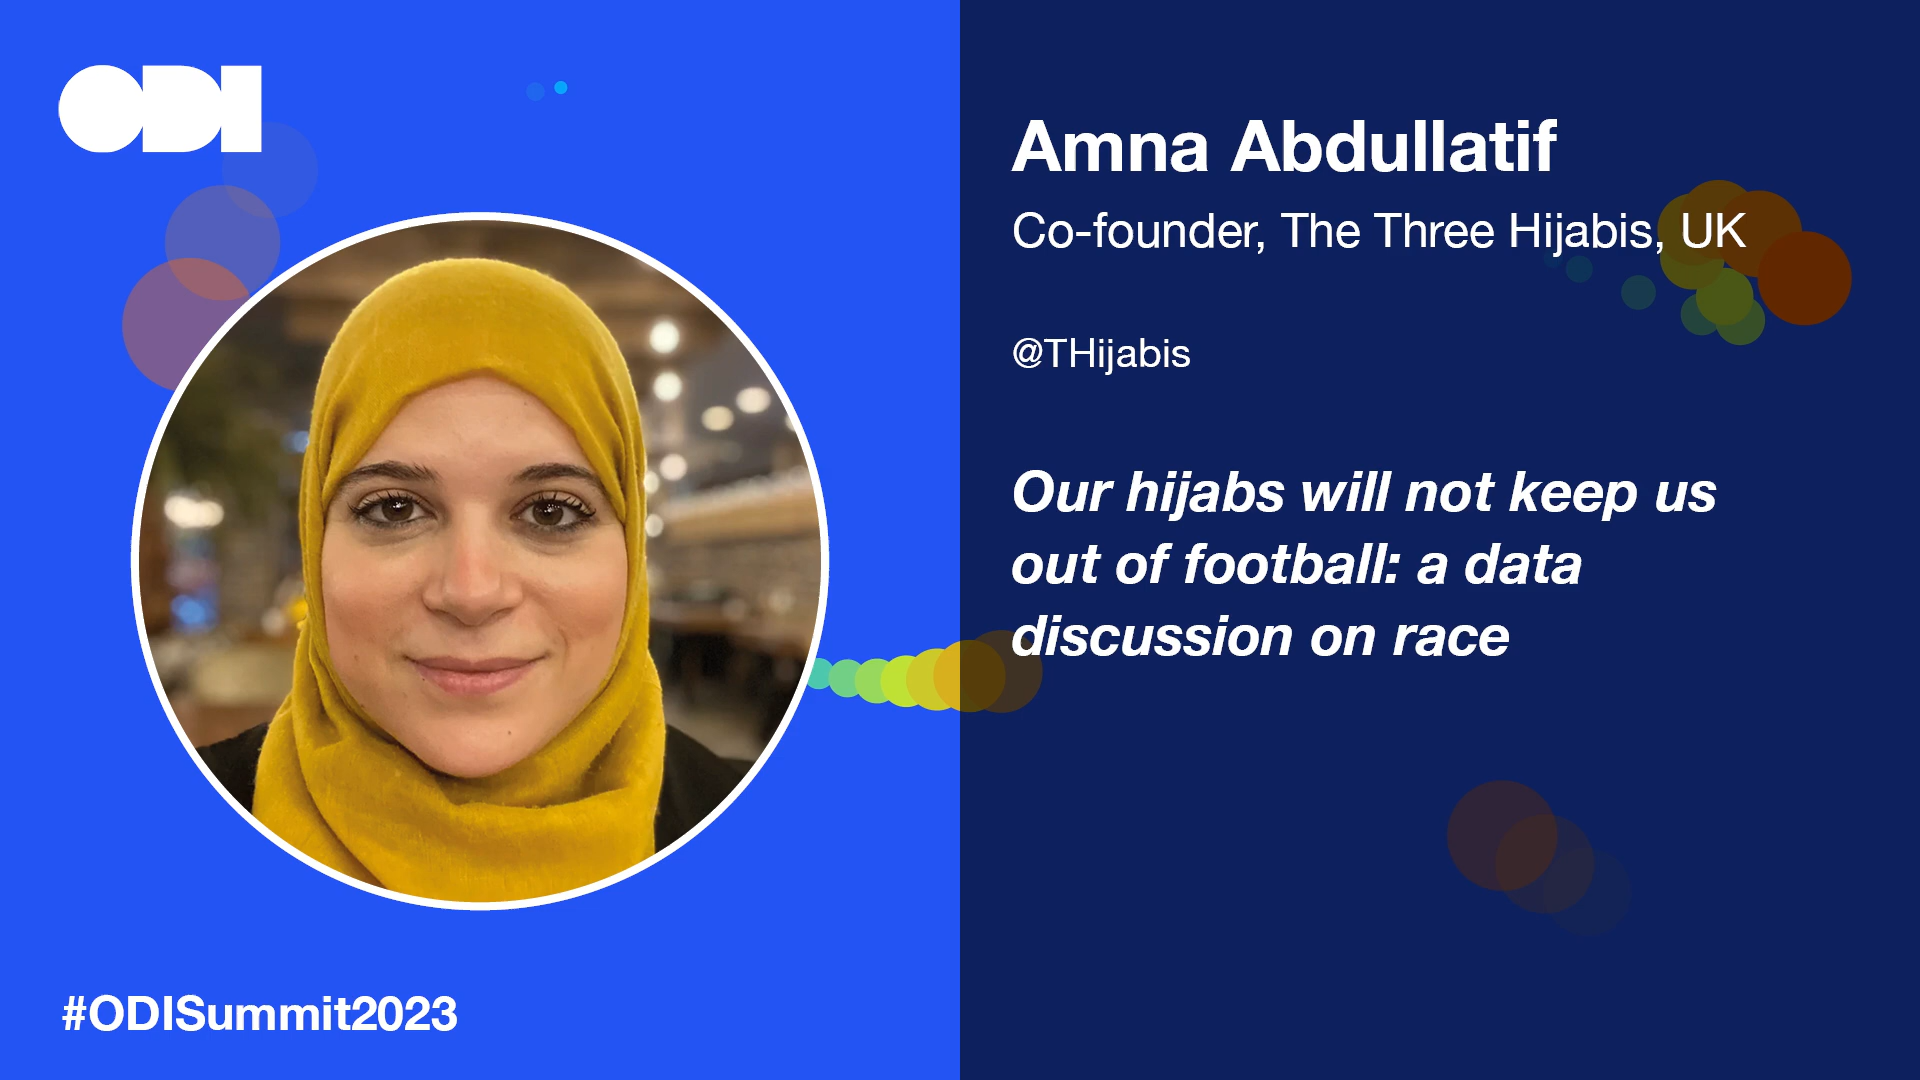 ODI
Amna Abdullatif
Co-founder, The Three Hijabis, UK
@THijabis
Our hijabs will not keep us
out of football: a data
discussion on race
#ODISummit2023